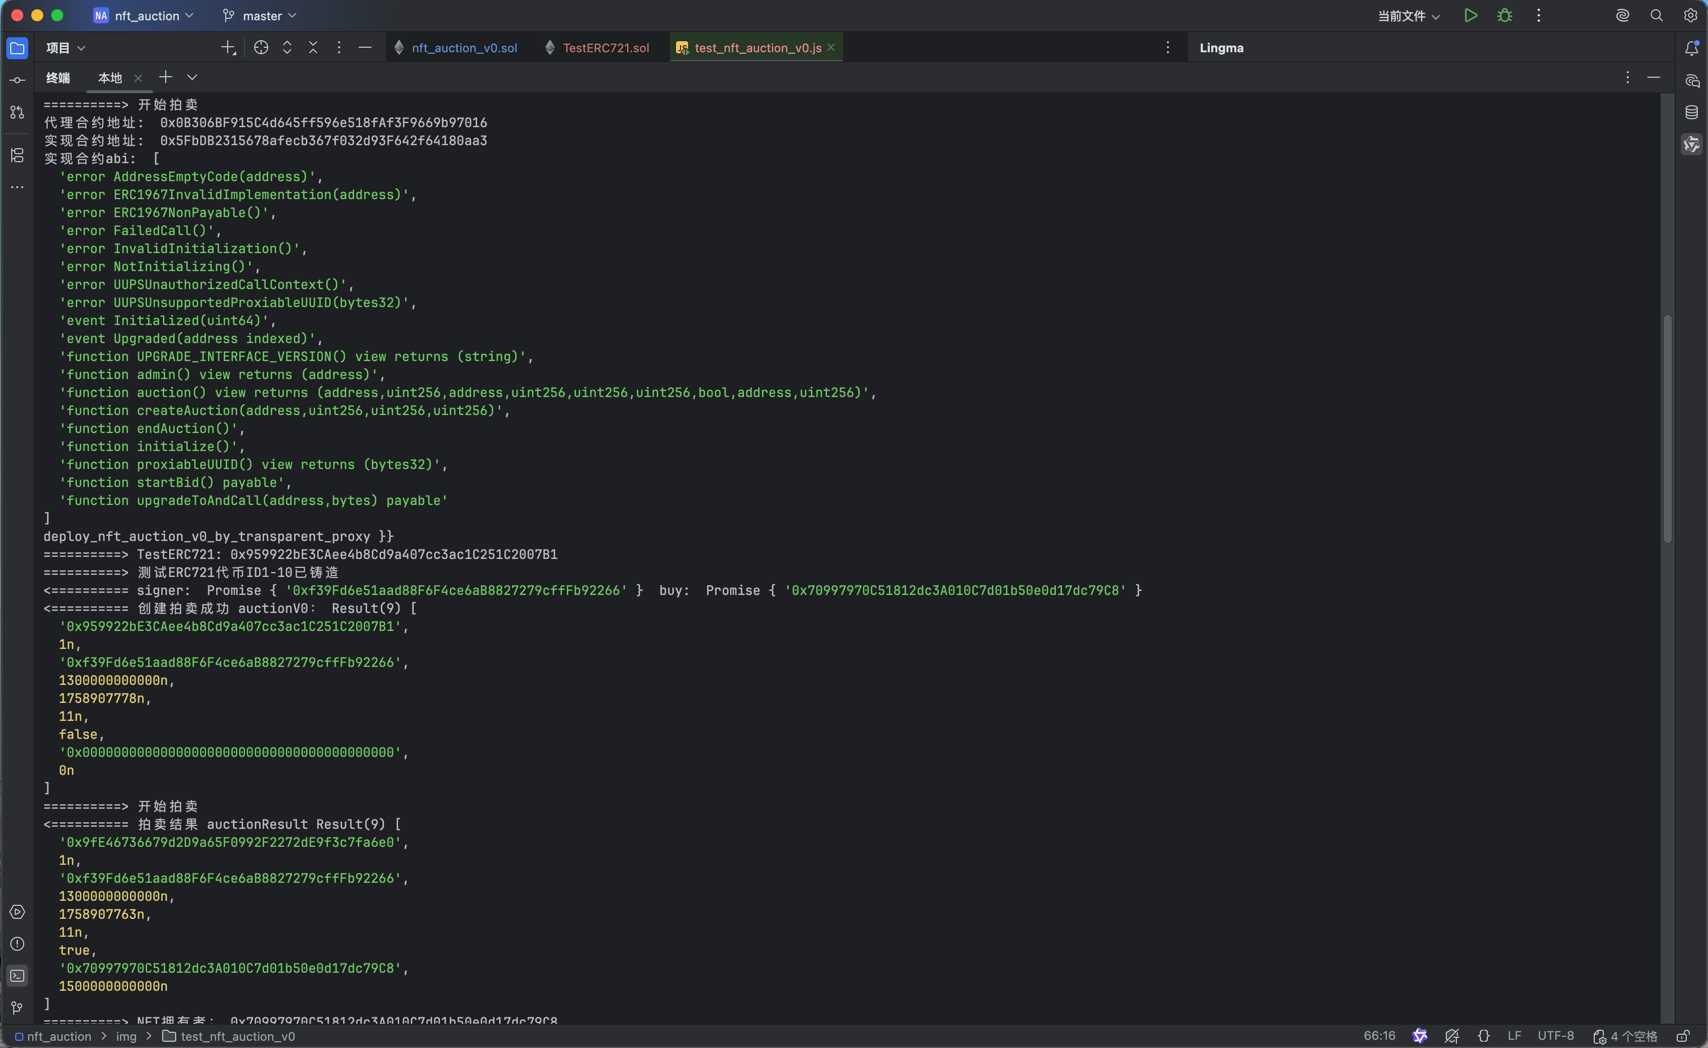 NA nft_auction master 当前文件
项目 nft_auction_v0.sol TestERC721.sol test_nft_auction_v0.js Lingma
终端 本地
==========> 开始拍卖
代理合约地址： 0x0B306BF915C4d645ff596e518fAf3F9669b97016
实现合约地址： 0x5FbDB2315678afecb367f032d93F642f64180aa3
实现合约abi： [
'error AddressEmptyCode(address)',
'error ERC1967InvalidImplementation(address)',
'error ERC1967NonPayable()',
'error FailedCall()',
'error InvalidInitialization()',
'error NotInitializing()',
'error UUPSUnauthorizedCallContext()',
'error UUPSUnsupportedProxiableUUID(bytes32)',
'event Initialized(uint64)',
'event Upgraded(address indexed)',
'function UPGRADE_INTERFACE_VERSION() view returns (string)',
'function admin() view returns (address)',
'function auction() view returns (address,uint256,address,uint256,uint256,uint256,bool,address,uint256)',
'function createAuction(address,uint256,uint256,uint256)',
'function endAuction()',
'function initialize()',
'function proxiableUUID() view returns (bytes32)',
'function startBid() payable',
'function upgradeToAndCall(address,bytes) payable'
]
deploy_nft_auction_v0_by_transparent_proxy }}
==========> TestERC721: 0x959922bE3CAee4b8Cd9a407cc3ac1C251C2007B1
==========> 测试ERC721代币ID1-10已铸造
<========== signer: Promise { '0xf39Fd6e51aad88F6F4ce6aB8827279cffFb92266' } buy: Promise { '0x70997970C51812dc3A010C7d01b50e0d17dc79C8' }
<========== 创建拍卖成功 auctionV0： Result(9) [
'0x959922bE3CAee4b8Cd9a407cc3ac1C251C2007B1',
1n,
'0xf39Fd6e51aad88F6F4ce6aB8827279cffFb92266',
1300000000000n,
1758907778n,
11n,
false,
'0x0000000000000000000000000000000000000000',
0n
]
==========> 开始拍卖
<========== 拍卖结果 auctionResult Result(9) [
'0x9fE46736679d2D9a65F0992F2272dE9f3c7fa6e0',
1n,
'0xf39Fd6e51aad88F6F4ce6aB8827279cffFb92266',
1300000000000n,
1758907763n,
11n,
true,
'0x70997970C51812dc3A010C7d01b50e0d17dc79C8',
1500000000000n
]
==========> NFT拥有者： 0x70997970C51812dc3A010C7d01b50e0d17dc79C8
nft_auction > img > test_nft_auction_v0 66:16 {} LF UTF-8 4 个空格